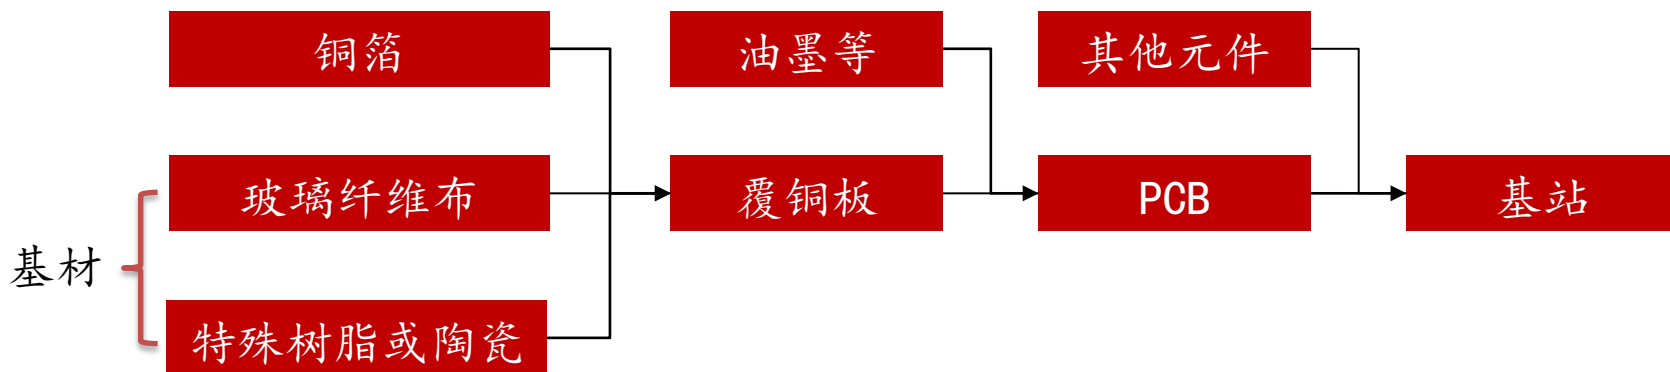 铜箔
油墨等
其他元件
玻璃纤维布
覆铜板
PCB
基站
基材
特殊树脂或陶瓷